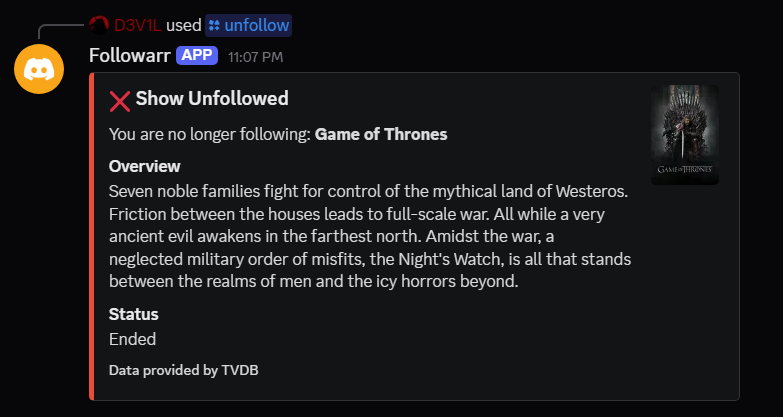 D3V1L used unfollow
Followarr APP 11:07 PM
❌ Show Unfollowed
You are no longer following: Game of Thrones
Overview
Seven noble families fight for control of the mythical land of Westeros.
Friction between the houses leads to full-scale war. All while a very
ancient evil awakens in the farthest north. Amidst the war, a
neglected military order of misfits, the Night's Watch, is all that stands
between the realms of men and the icy horrors beyond.
Status
Ended
Data provided by TVDB
GAME OF THRONES